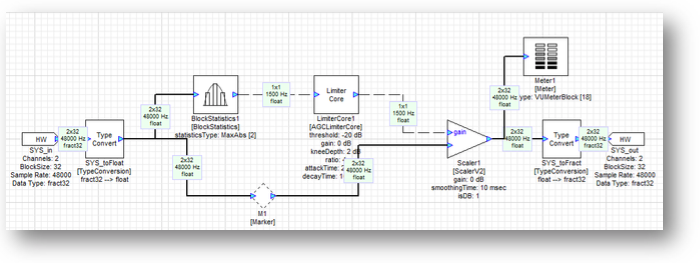 HW
SYS_in
Channels: 2
BlockSize: 32
Sample Rate: 48000
Data Type: fract32
2x32
48000 Hz
fract32
Type
Convert
SYS_toFloat
[TypeConversion]
fract32 --> float
2x32
48000 Hz
float
2x32
48000 Hz
float
BlockStatistics1
[BlockStatistics]
statisticsType: MaxAbs [2]
1x1
1500 Hz
float
Limiter
Core
LimiterCore1
[AGCLimiterCore]
threshold: -20 dB
gain: 0 dB
kneeDepth: 2 dB
ratio:
attackTime:
decayTime: 1
1x1
1500 Hz
float
2x32
48000 Hz
float
M1
[Marker]
gain
Scaler1
[ScalerV2]
gain: 0 dB
smoothingTime: 10 msec
isDB: 1
2x32
48000 Hz
float
Meter1
[Meter]
ype: VUMeterBlock [18]
2x32
48000 Hz
float
Type
Convert
SYS_toFract
[TypeConversion]
float --> fract32
2x32
48000 Hz
fract32
HW
SYS_out
Channels: 2
BlockSize: 32
Sample Rate: 48000
Data Type: fract32